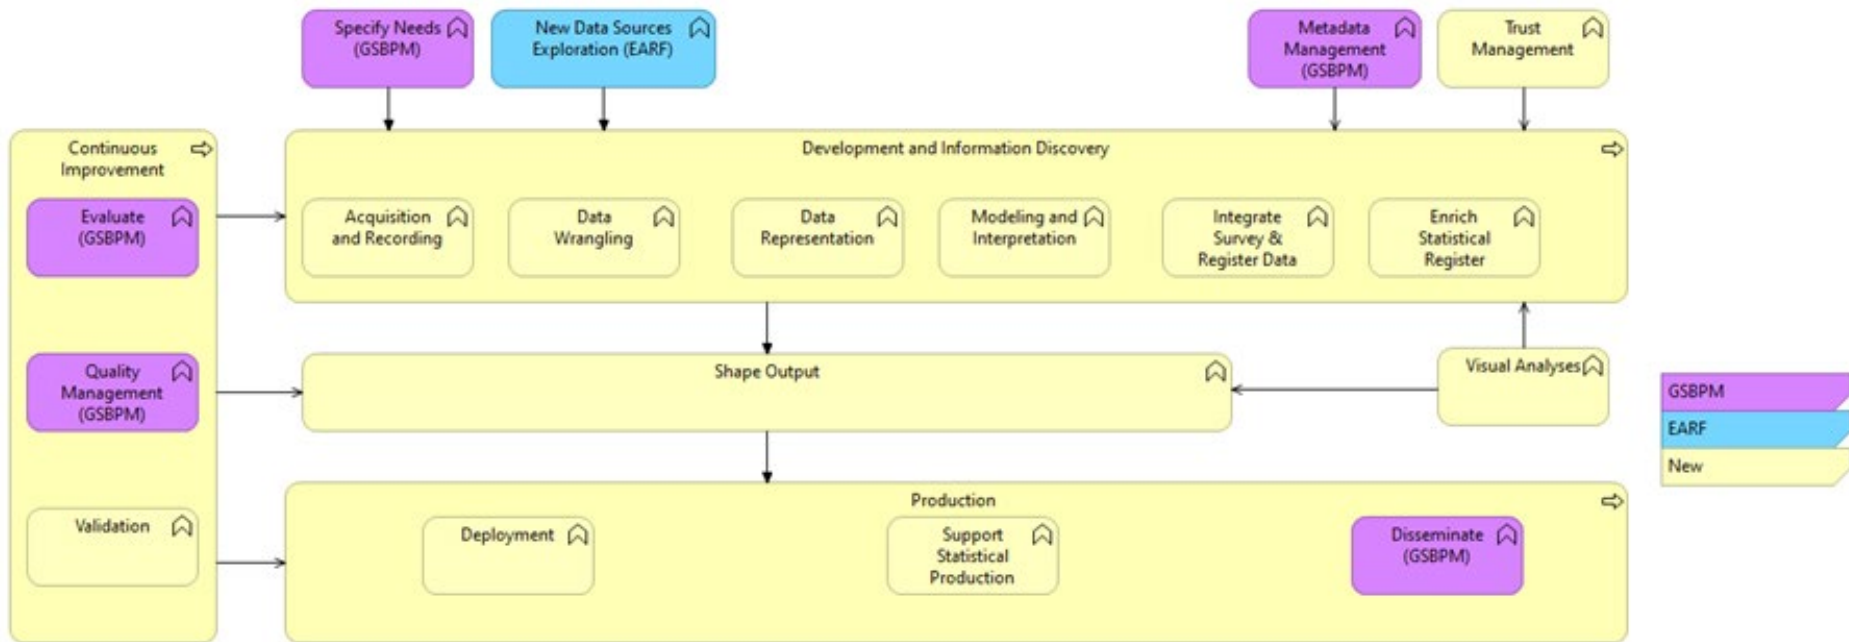 Specify Needs
(GSBPM)
New Data Sources
Exploration (EARF)
Metadata
Management
(GSBPM)
Trust
Management
Continuous
Improvement
Evaluate
(GSBPM)
Quality
Management
(GSBPM)
Validation
Development and Information Discovery
Acquisition
and Recording
Data
Wrangling
Data
Representation
Modeling and
Interpretation
Integrate
Survey &
Register Data
Enrich
Statistical
Register
Shape Output
Visual Analyses
Production
Deployment
Support
Statistical
Production
Disseminate
(GSBPM)
GSBPM
EARF
New